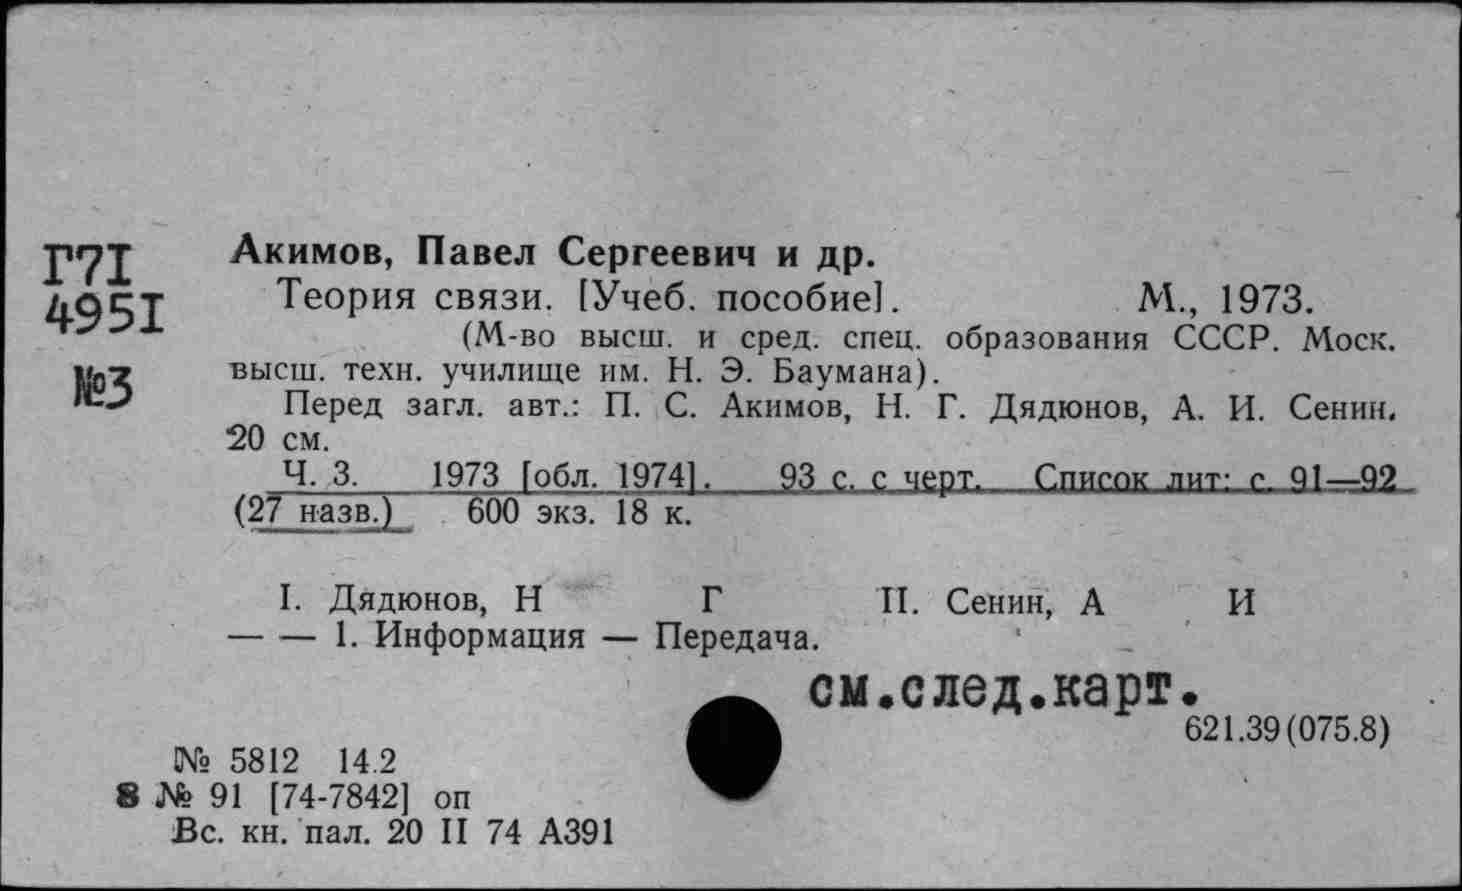 Г7I
4951
№3
Акимов, Павел Сергеевич и др.
Теория связи. [Учеб. пособие]. М., 1973.
(М-во высш. и сред. спец. образования СССР. Моск.
высш. техн. училище им. Н. Э. Баумана).
Перед загл. авт.: П. С. Акимов, Н. Г. Дядюнов, А. И. Сенин.
20 см.
Ч. 3. 1973 [обл. 1974]. 93 с. с черт. Список лит: с. 91—92
(27 назв.) 600 экз. 18 к.
I. Дядюнов, Н Г II. Сенин, А И
— — 1. Информация — Передача.
см.след.карт.
621.39(075.8)
№ 5812 14.2
8 № 91 [74-7842] оп
Вс. кн. пал. 20 II 74 А391